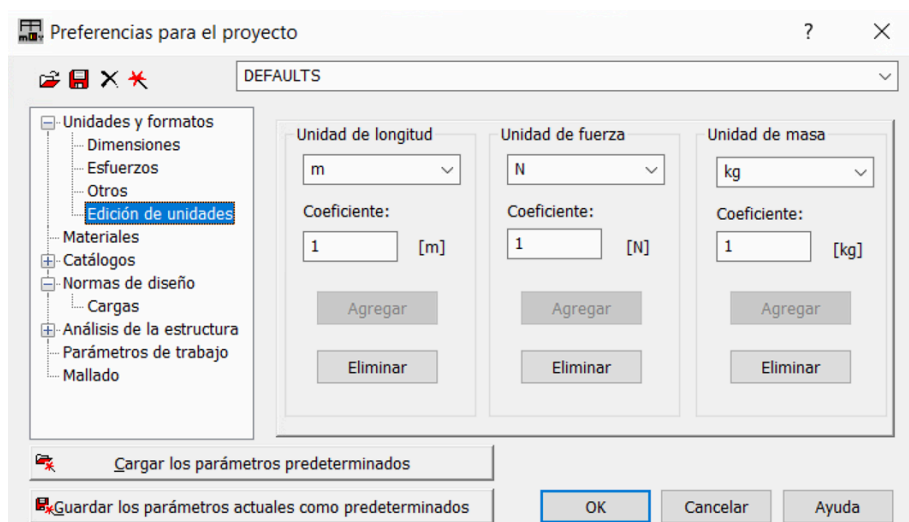 Preferencias para el proyecto
?
DEFAULTS
Unidades y formatos
Dimensiones
Esfuerzos
Otros
Edición de unidades
Materiales
Catálogos
Normas de diseño
Cargas
Análisis de la estructura
Parámetros de trabajo
Mallado
Unidad de longitud
m
Coeficiente:
1 [m]
Agregar
Eliminar
Unidad de fuerza
N
Coeficiente:
1 [N]
Agregar
Eliminar
Unidad de masa
kg
Coeficiente:
1 [kg]
Agregar
Eliminar
Cargar los parámetros predeterminados
Guardar los parámetros actuales como predeterminados
OK
Cancelar
Ayuda